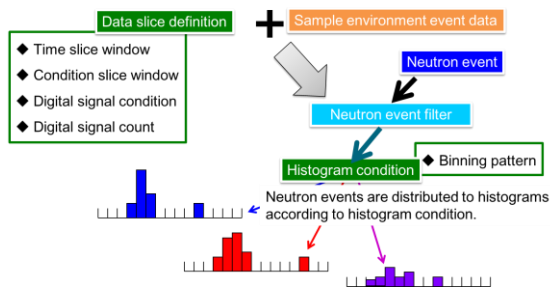 Data slice definition
+
Sample environment event data
◆ Time slice window
◆ Condition slice window
◆ Digital signal condition
◆ Digital signal count
Neutron event
Neutron event filter
Histogram condition
◆ Binning pattern
Neutron events are distributed to histograms
according to histogram condition.